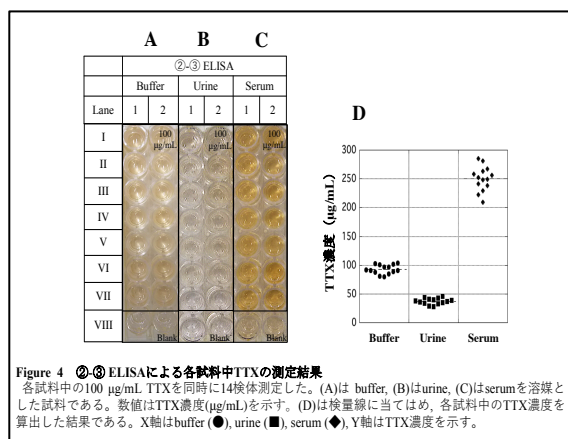 A B C
②-③ ELISA
Buffer Urine Serum
Lane 1 2 1 2 1 2
I
II
III
IV
V
VI
VII
VIII
100 μg/mL
100 μg/mL
100 μg/mL
Blank
Blank
Blank
D
TTX濃度（μg/mL）
300
250
200
150
100
50
0
Buffer Urine Serum
Figure 4 ②-③ ELISAによる各試料中TTXの測定結果
各試料中の100 μg/mL TTXを同時に14検体測定した。(A)は buffer, (B)はurine, (C)はserumを溶媒と
した試料である。数値はTTX濃度(μg/mL)を示す。(D)は検量線に当てはめ, 各試料中のTTX濃度を
算出した結果である。X軸はbuffer (●), urine (■), serum (◆), Y軸はTTX濃度を示す。